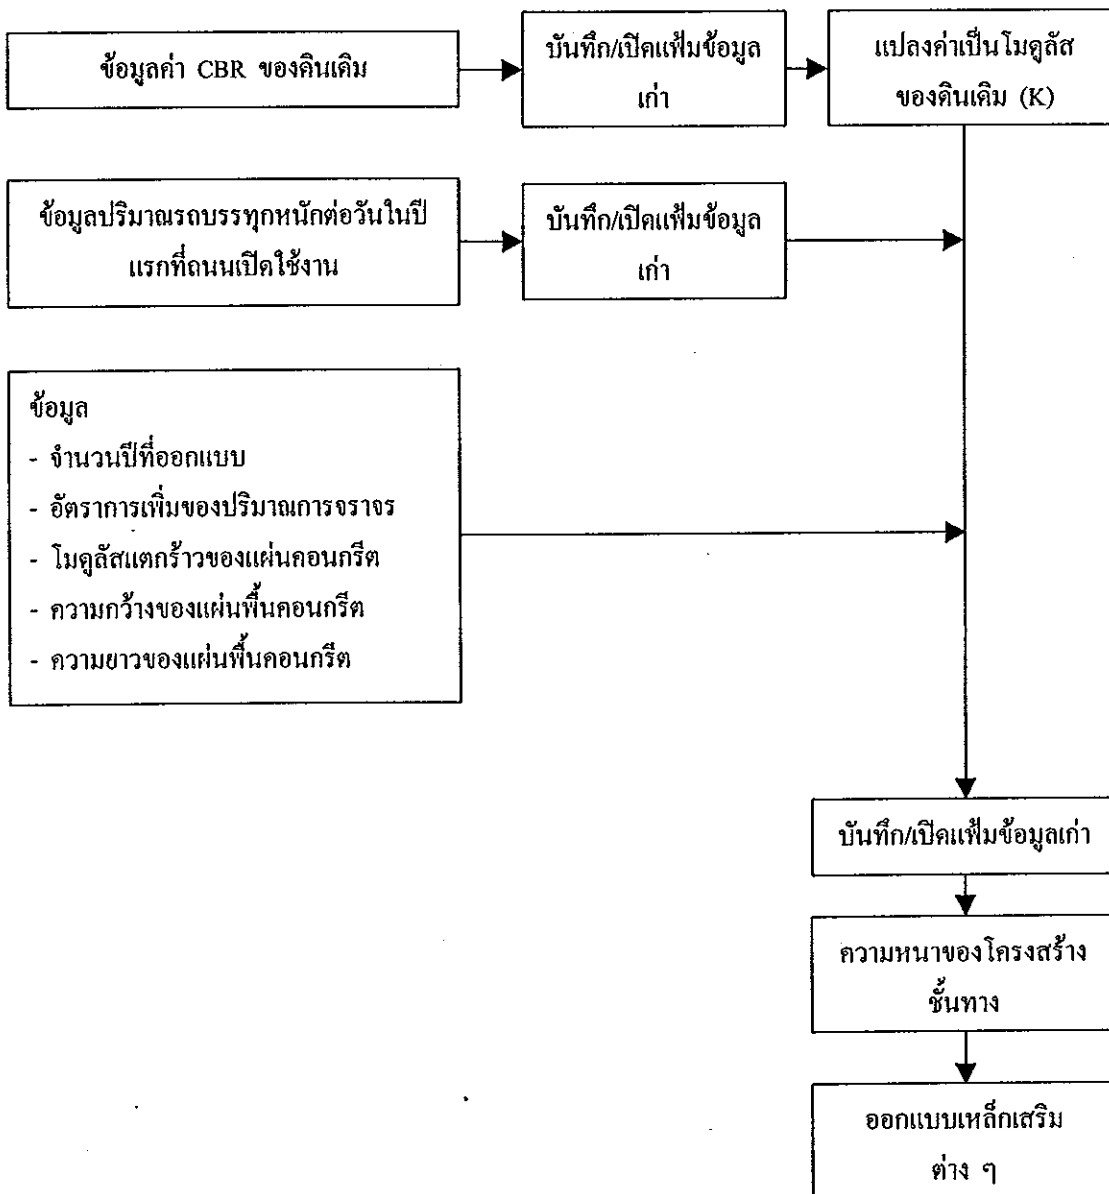 ข้อมูลค่า CBR ของดินเดิม
บันทึก/เปิดแฟ้มข้อมูล
เก่า
แปลงค่าเป็นโมดูลัส
ของดินเดิม (K)
ข้อมูลปริมาณรถบรรทุกหนักต่อวันในปี
แรกที่ถนนเปิดใช้งาน
บันทึก/เปิดแฟ้มข้อมูล
เก่า
ข้อมูล
- จำนวนปีที่ออกแบบ
- อัตราการเพิ่มของปริมาณการจราจร
- โมดูลัสแตกร้าวของแผ่นคอนกรีต
- ความกว้างของแผ่นพื้นคอนกรีต
- ความยาวของแผ่นพื้นคอนกรีต
บันทึก/เปิดแฟ้มข้อมูลเก่า
ความหนาของโครงสร้าง
ชั้นทาง
ออกแบบเหล็กเสริม
ต่าง ๆ